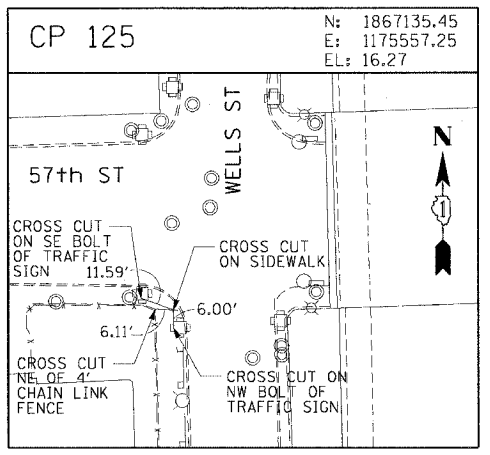 CP 125
N: 1867135.45
E: 1175557.25
EL: 16.27
WELLS ST
N
57th ST
1
CROSS CUT
ON SE BOLT
OF TRAFFIC
SIGN
11.59'
CROSS CUT
ON SIDEWALK
6.00'
6.11'
CROSS CUT
NE OF 4'
CHAIN LINK
FENCE
CROSS CUT ON
NW BOLT OF
TRAFFIC SIGN